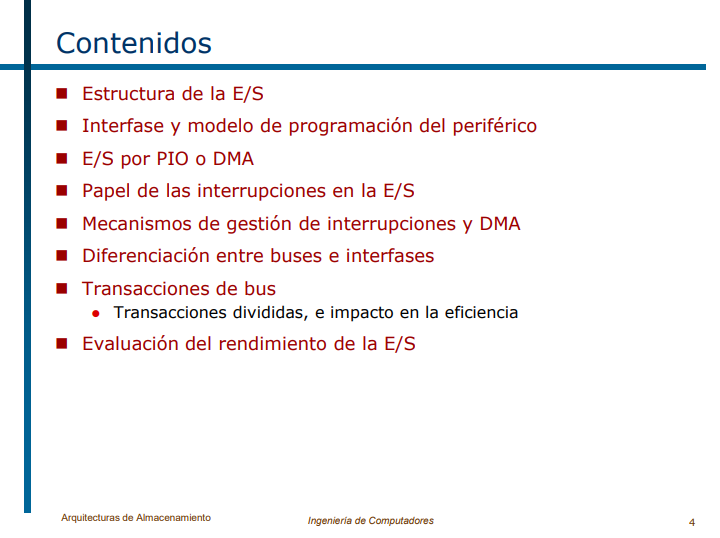 Contenidos
Estructura de la E/S
Interfase y modelo de programación del periférico
E/S por PIO o DMA
Papel de las interrupciones en la E/S
Mecanismos de gestión de interrupciones y DMA
Diferenciación entre buses e interfases
Transacciones de bus
Transacciones divididas, e impacto en la eficiencia
Evaluación del rendimiento de la E/S
Arquitecturas de Almacenamiento
Ingeniería de Computadores
4